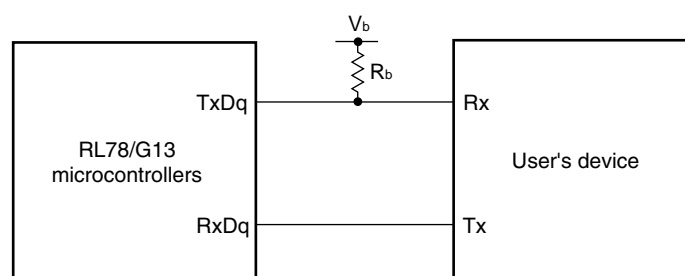 Vb
Rb
TxDq
Rx
RL78/G13
microcontrollers
User's device
RxDq
Tx